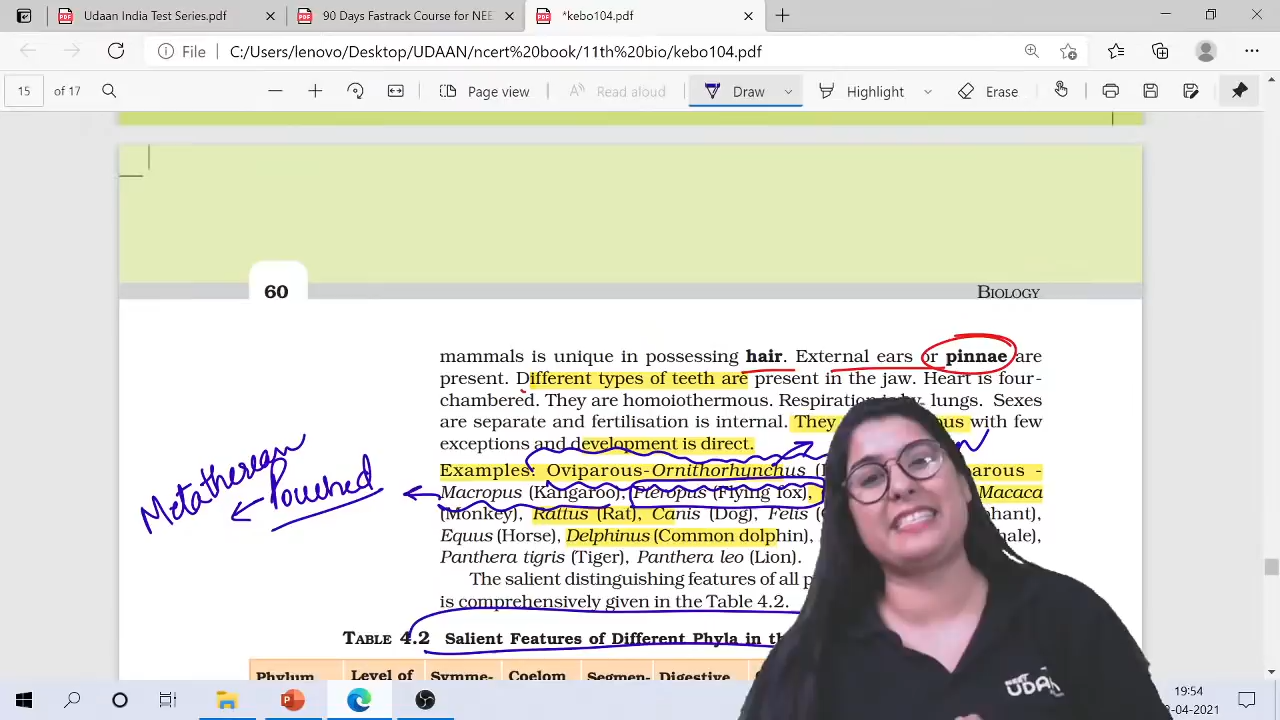 Udaan India Test Series.pdf
90 Days Fastrack Course for NEE
*kebo104.pdf
File C:/Users/lenovo/Desktop/UDAAN/ncert%20book/11th%20bio/kebo104.pdf
15 of 17 Page view Read aloud Draw Highlight Erase
60 BIOLOGY
mammals is unique in possessing hair. External ears or pinnae are
present. Different types of teeth are present in the jaw. Heart is four-
chambered. They are homoiothermous. Respiration is by lungs. Sexes
are separate and fertilisation is internal. They with few
exceptions and development is direct.
Metatherean
Pouched
Examples: Oviparous-Ornithorhynchus
Macropus (Kangaroo), Pteropus (Flying fox), Macaca
(Monkey), Rattus (Rat), Canis (Dog), Felis
Equus (Horse), Delphinus (Common dolphin),
Panthera tigris (Tiger), Panthera leo (Lion).
The salient distinguishing features of all
is comprehensively given in the Table 4.2.
TABLE 4.2 Salient Features of Different Phyla in
Phylum Level of Symme- Coelom Segmen- Digestive
UDAAN
19:54
-04-2021